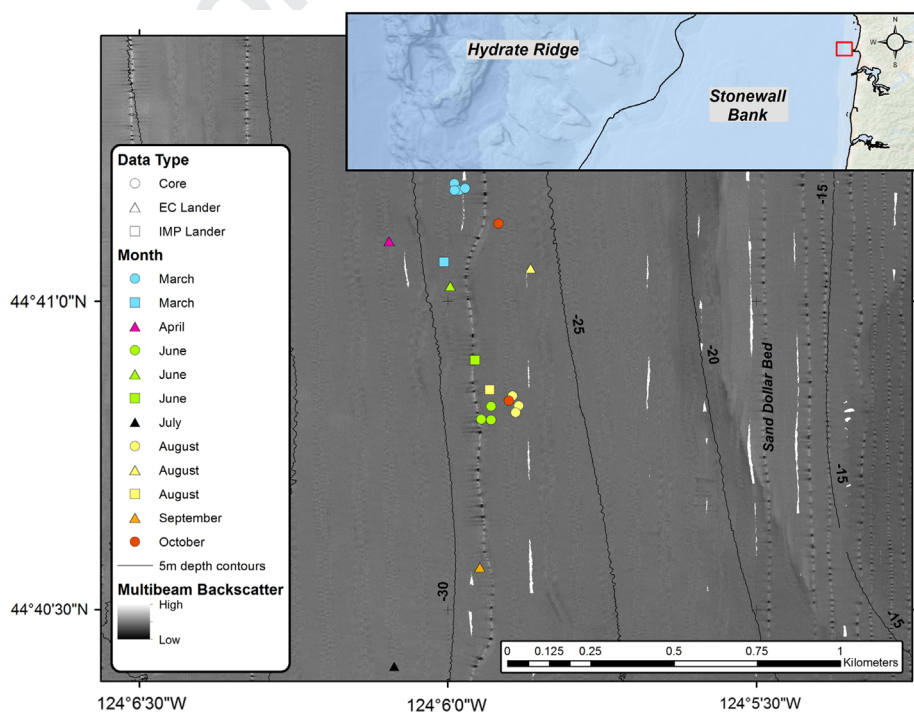 Hydrate Ridge
Stonewall
Bank
N
W
S
Data Type
Core
EC Lander
IMP Lander
Month
March
March
April
June
June
June
July
August
August
August
September
October
5m depth contours
Multibeam Backscatter
High
Low
-15
-25
-20
Sand Dollar Bed
-15
-30
-15
44°41'0"N
44°40'30"N
0 0.125 0.25 0.5 0.75 1
Kilometers
124°6'30"W 124°6'0"W 124°5'30"W